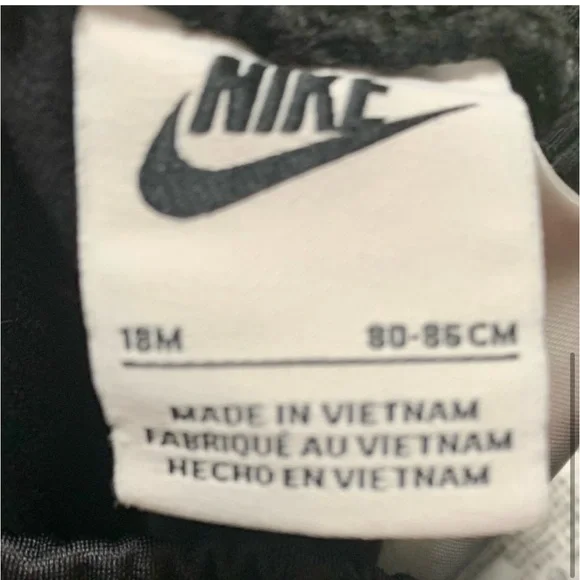 NIKE
18M 80-86CM
MADE IN VIETNAM
FABRIQUÉ AU VIETNAM
HECHO EN VIETNAM